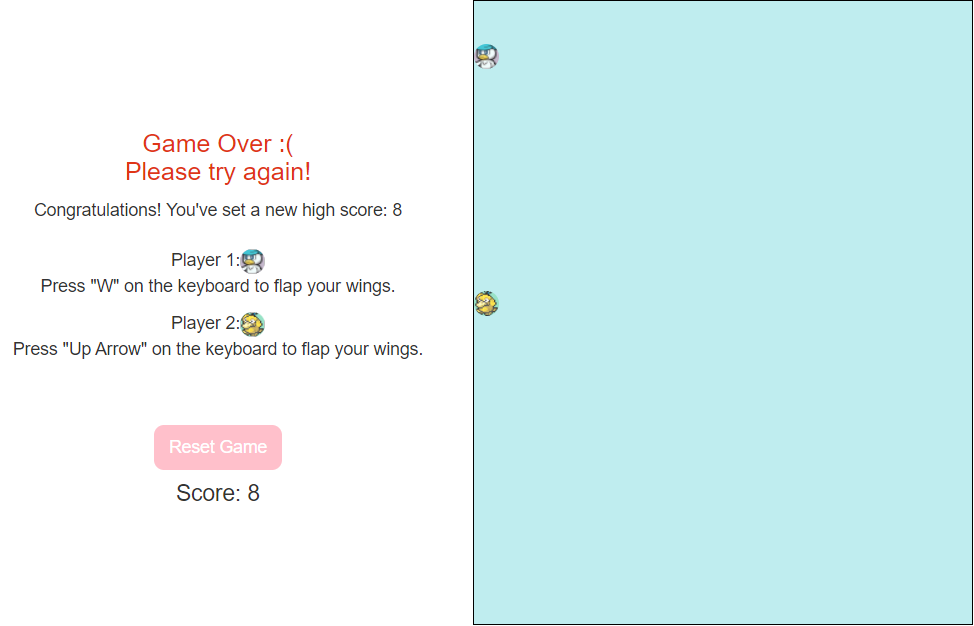 Game Over :(
Please try again!
Congratulations! You've set a new high score: 8
Player 1:
Press "W" on the keyboard to flap your wings.
Player 2:
Press "Up Arrow" on the keyboard to flap your wings.
Reset Game
Score: 8